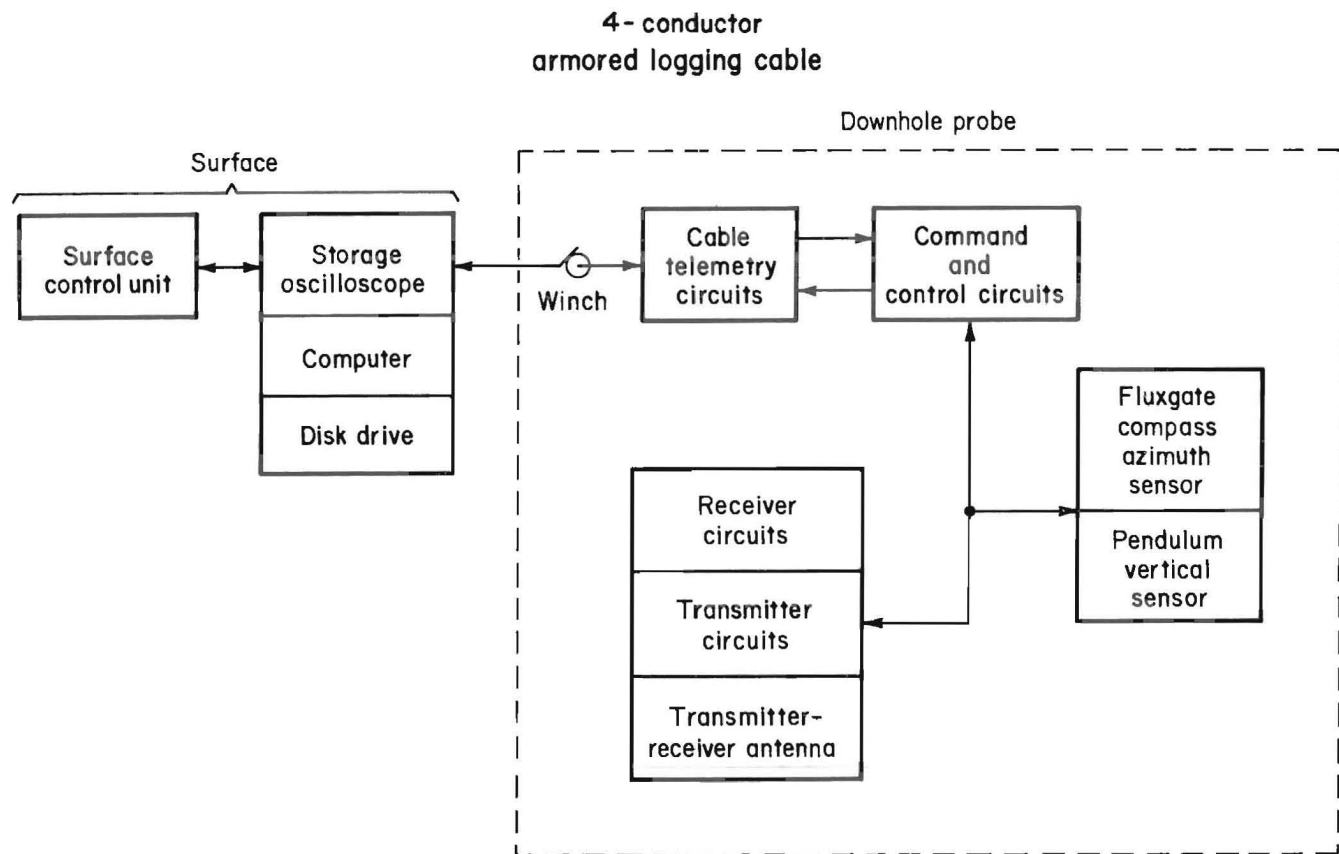 4-conductor
armored logging cable
Downhole probe
Surface
Surface
control unit
Storage
oscilloscope
Computer
Disk drive
Winch
Cable
telemetry
circuits
Command
and
control circuits
Fluxgate
compass
azimuth
sensor
Pendulum
vertical
sensor
Receiver
circuits
Transmitter
circuits
Transmitter-
receiver antenna